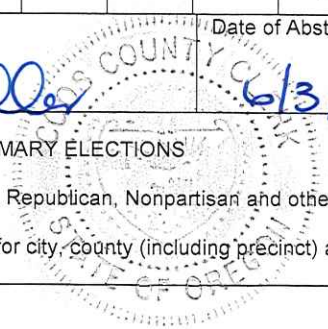 Date of Abst
6/3
COOS COUNTY CLERK
MARY ELECTIONS
Republican, Nonpartisan and othe
for city, county (including precinct) a
STATE OF OREGON